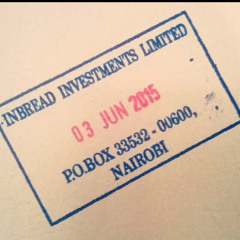 INBREAD INVESTMENTS LIMITED
03 JUN 2015
P.O.BOX 33532 - 00600,
NAIROBI